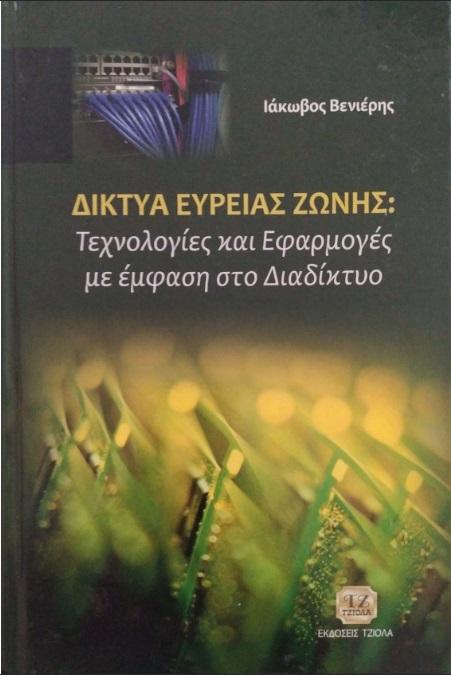 Ιάκωβος Βενιέρης
ΔΙΚΤΥΑ ΕΥΡΕΙΑΣ ΖΩΝΗΣ:
Τεχνολογίες και Εφαρμογές
με έμφαση στο Διαδίκτυο
ΤΖ
ΤΖΙΟΛΑ
ΕΚΔΟΣΕΙΣ ΤΖΙΟΛΑ